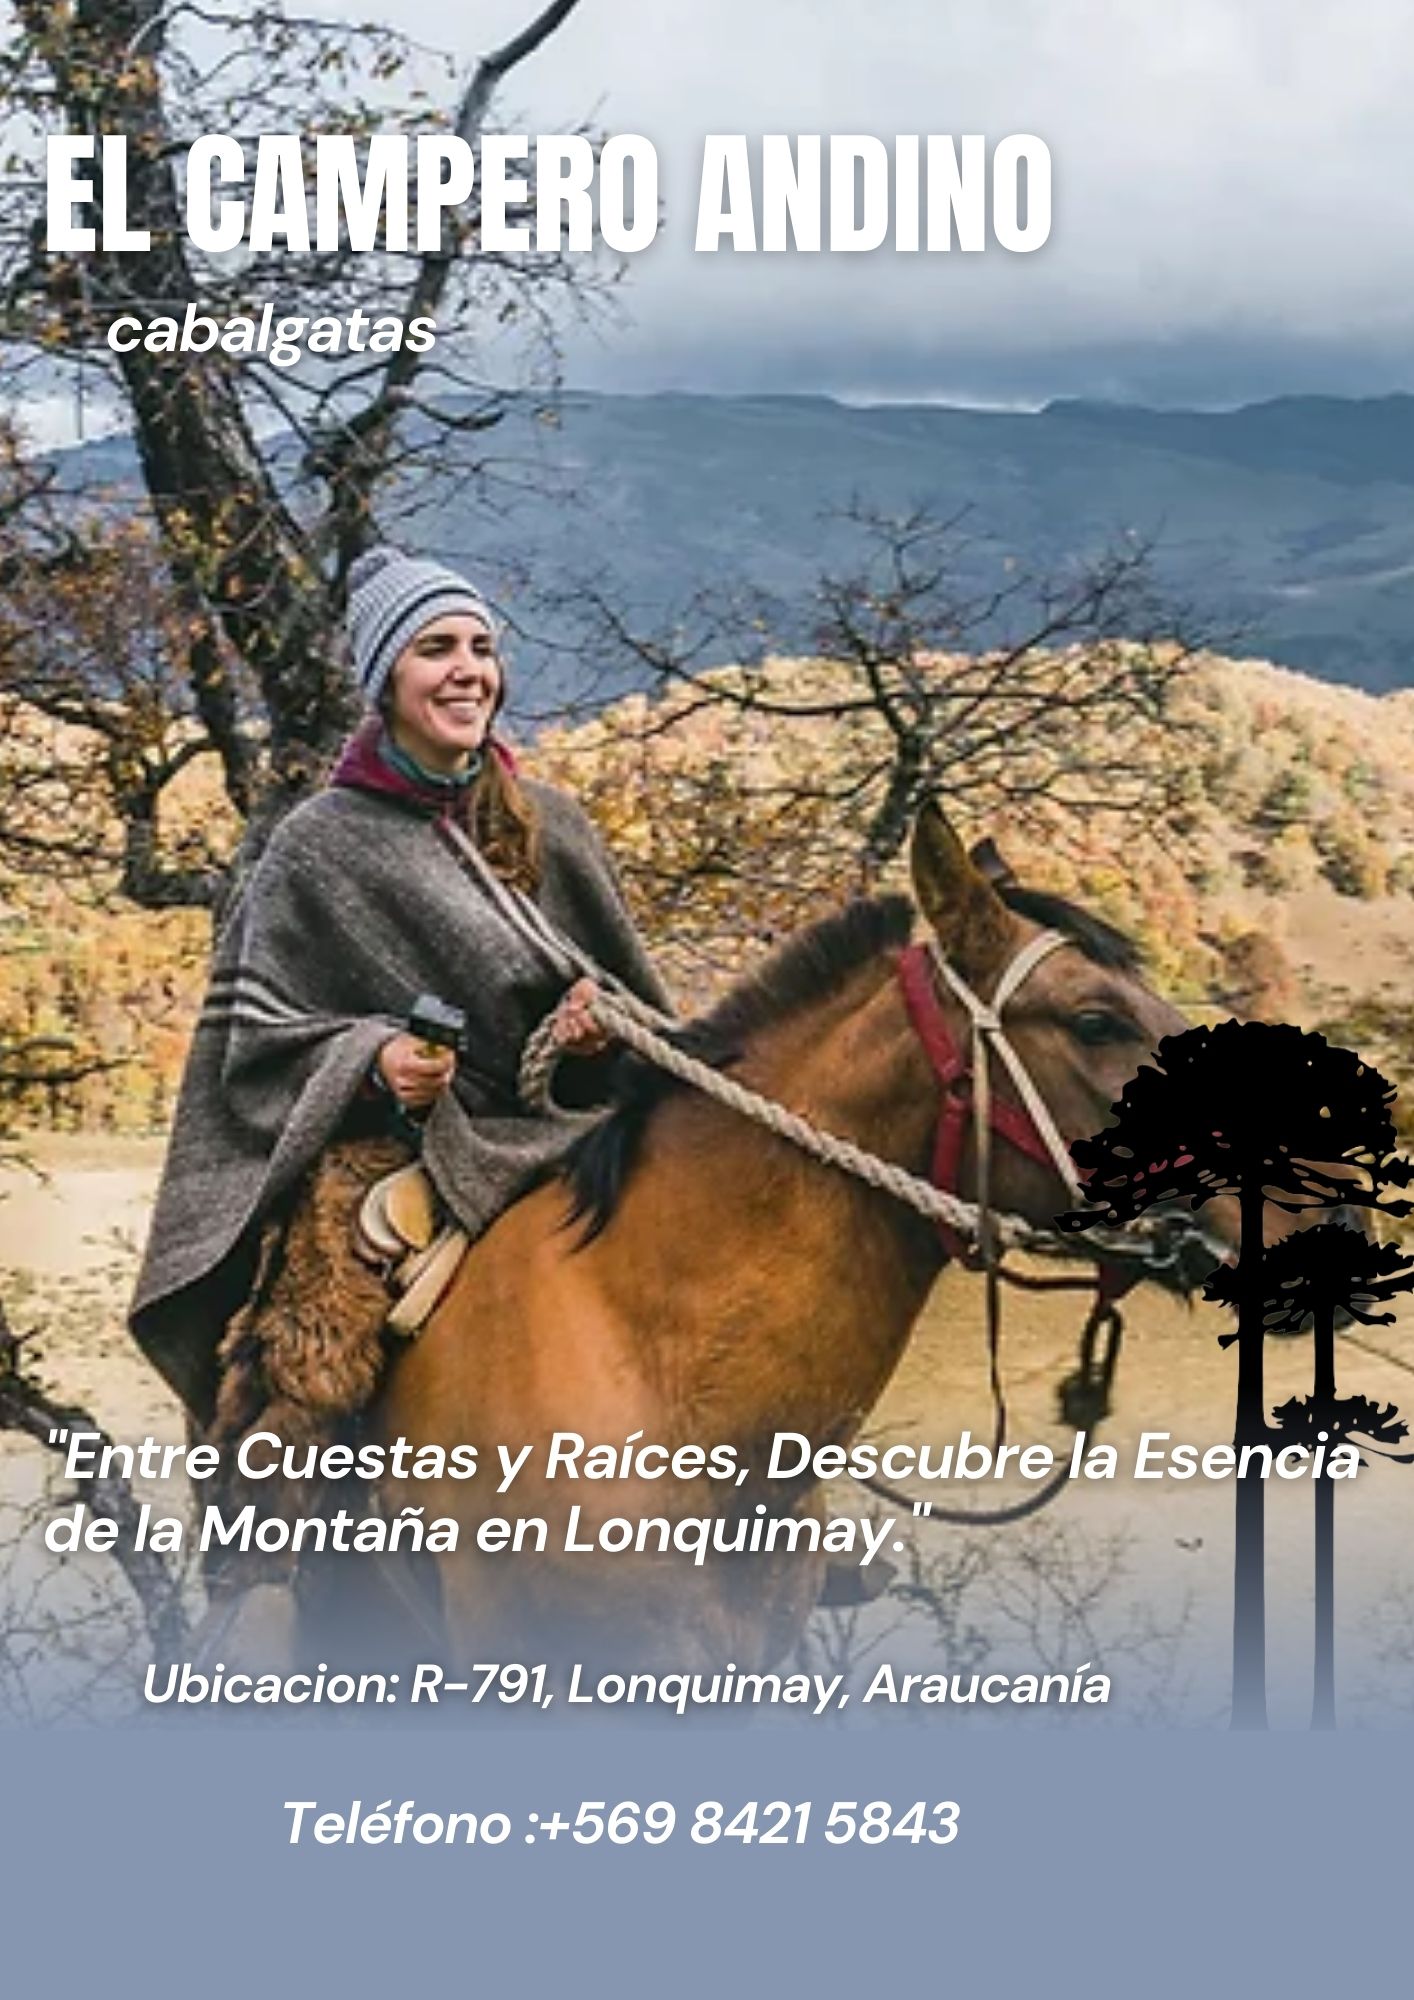 EL CAMPERO ANDINO
cabalgatas
"Entre Cuestas y Raíces, Descubre la Esencia
de la Montaña en Lonquimay."
Ubicacion: R-791, Lonquimay, Araucanía
Teléfono :+569 8421 5843